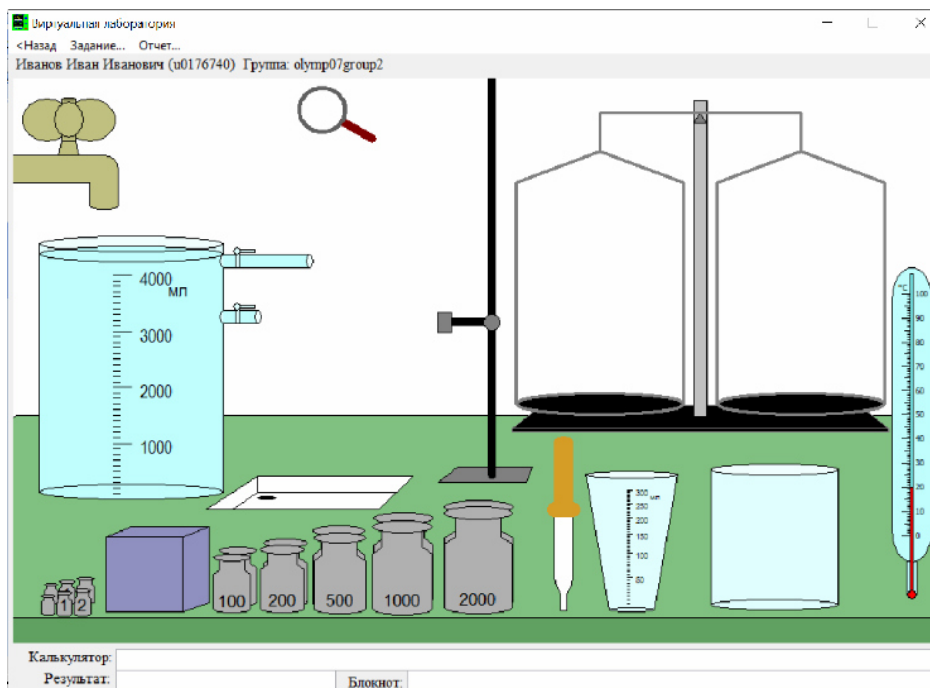 Виртуальная лаборатория
<Назад Задание... Отчет...
Иванов Иван Иванович (u0176740) Группа: olymp07group2
4000
мл
3000
2000
1000
°C
100
90
80
70
60
50
40
30
20
10
0
300 мл
250
200
150
100
50
1 2
100 200 500 1000 2000
Калькулятор:
Результат: Блокнот: